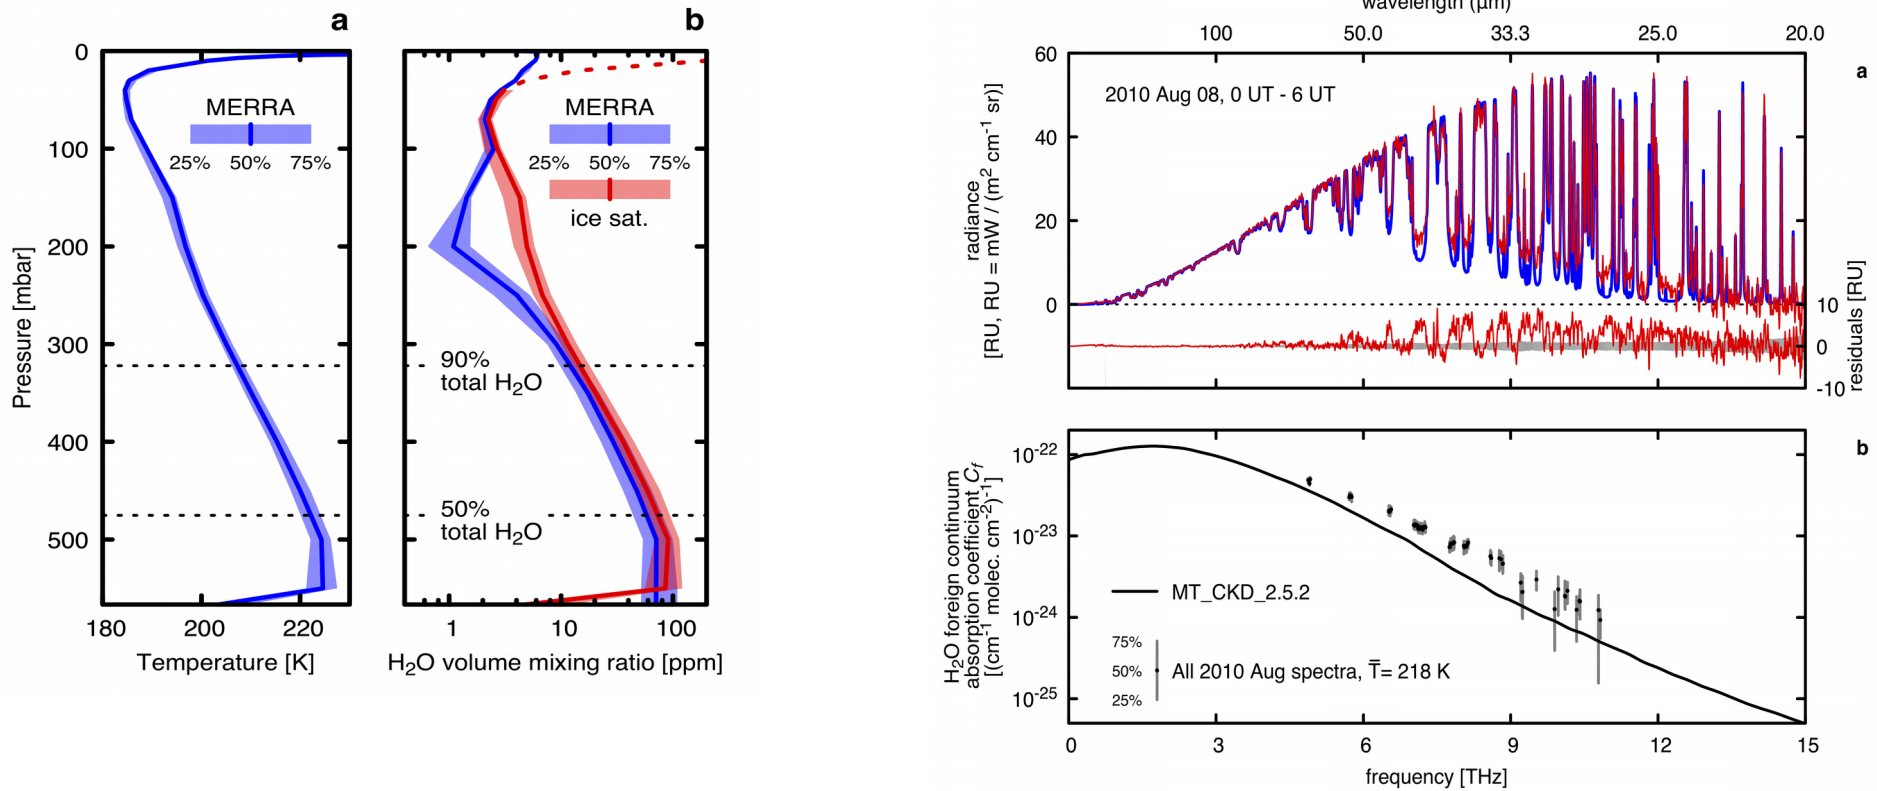 a
b
0
100
200
300
400
500
Pressure [mbar]
MERRA
25% 50% 75%
180 200 220
Temperature [K]
MERRA
25% 50% 75%
ice sat.
90%
total H₂O
50%
total H₂O
1 10 100
H₂O volume mixing ratio [ppm]
wavelength (µm)
100 50.0 33.3 25.0 20.0
a
2010 Aug 08, 0 UT - 6 UT
60
40
20
0
radiance
[RU, RU = mW / (m² cm⁻¹ sr)]
10
0
-10
residuals [RU]
b
10⁻²²
10⁻²³
10⁻²⁴
10⁻²⁵
H₂O foreign continuum
absorption coefficient C_f
[(cm⁻¹ molec. cm⁻²)⁻¹]
MT_CKD_2.5.2
75%
50%
25%
All 2010 Aug spectra, T̿= 218 K
0 3 6 9 12 15
frequency [THz]